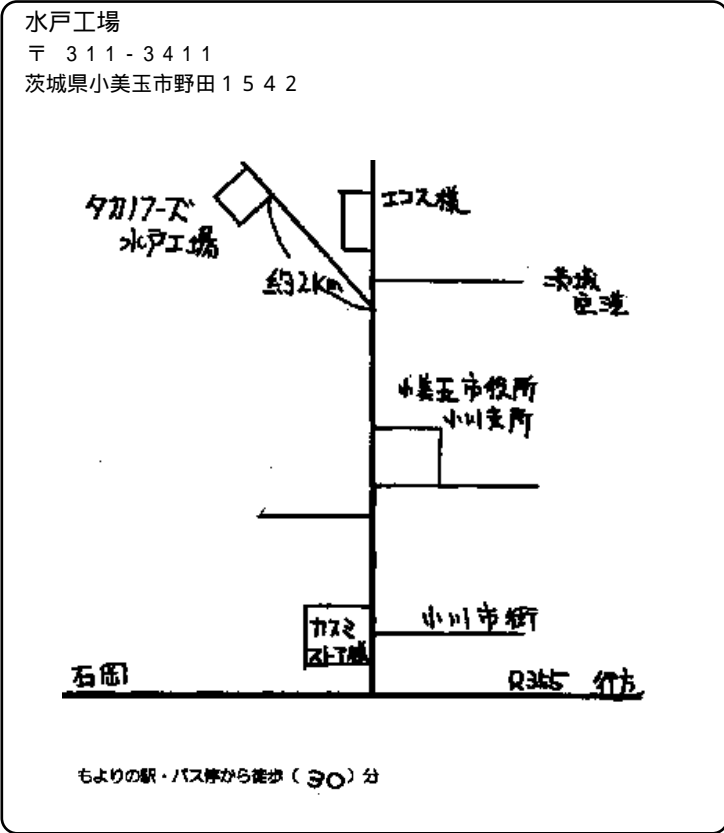 水戸工場
〒 311-3411
茨城県小美玉市野田1542
タカノフーズ
水戸工場
エコス様
約2Km
茨城
空港
小美玉市役所
小川支所
カスミ
ストア様
小川市街
石岡
R355 行方
もよりの駅・バス停から徒歩（30）分